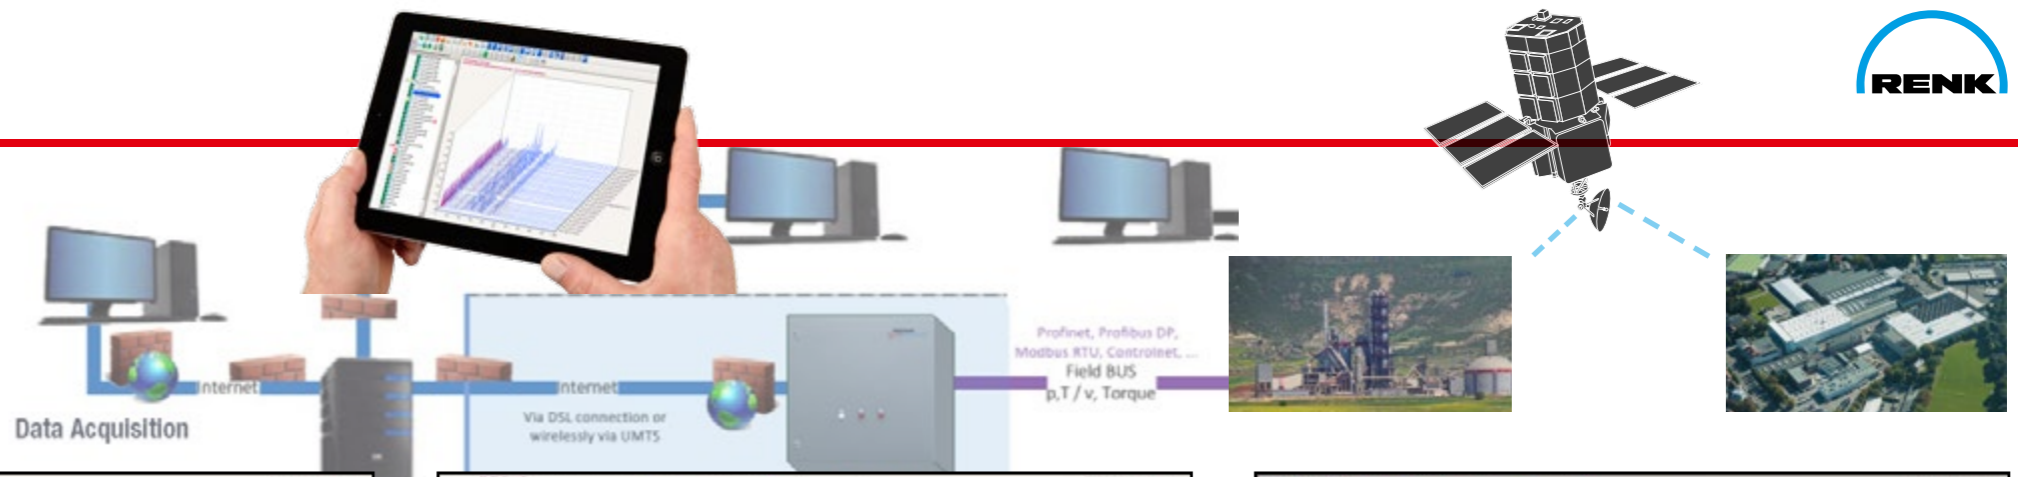 RENK
Profinet, Profibus DP,
Modbus RTU, Controlnet, ...
Field BUS
p,T / v, Torque
Internet
Internet
Via DSL connection or
wirelessly via UMTS
Data Acquisition